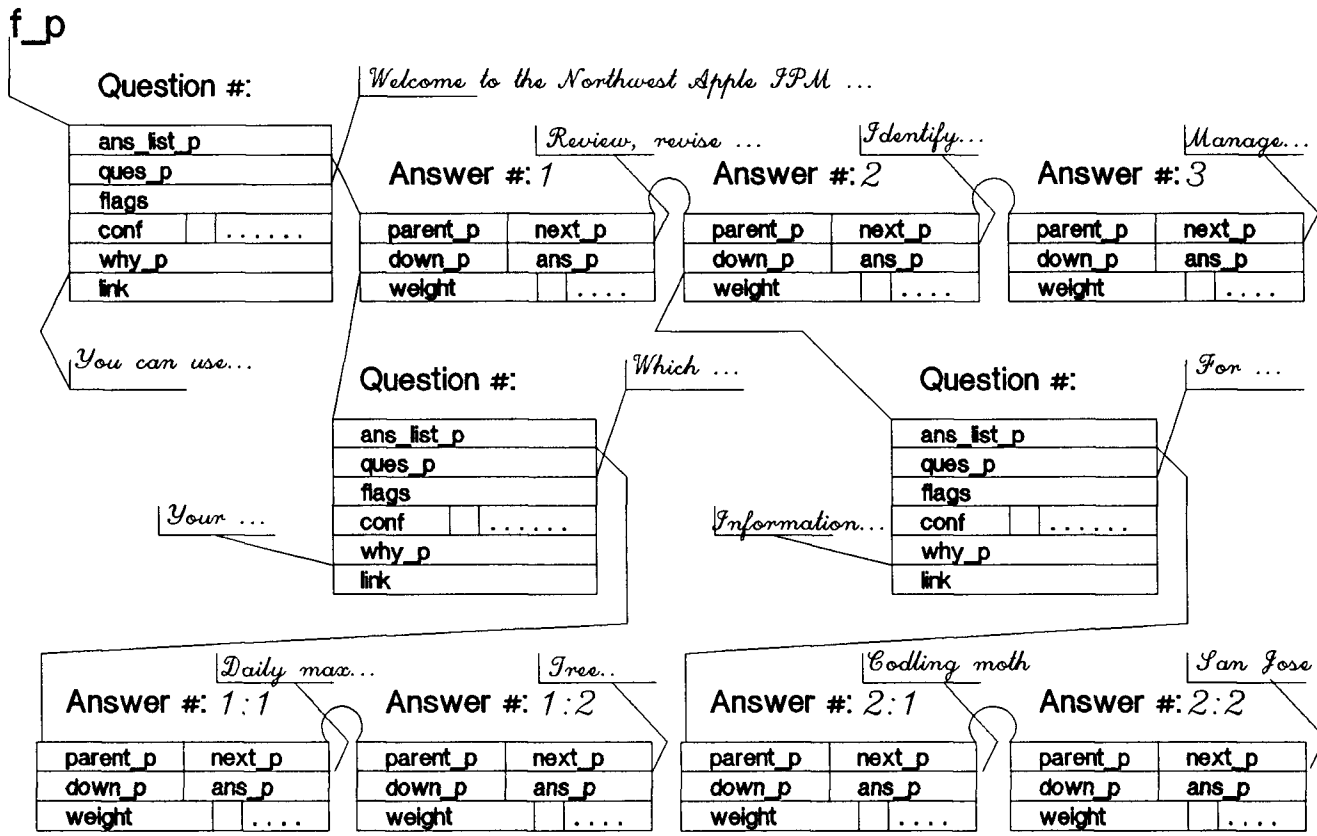 f_p
Question #:
Welcome to the Northwest Apple IPM ...
ans_list_p
ques_p
flags
conf ......
why_p
link
Review, revise ...
Identify...
Manage...
Answer #: 1
Answer #: 2
Answer #: 3
parent_p next_p
down_p ans_p
weight ....
parent_p next_p
down_p ans_p
weight ....
parent_p next_p
down_p ans_p
weight ....
You can use...
Question #:
Which ...
Question #:
For ...
ans_list_p
ques_p
flags
conf ......
why_p
link
Your ...
ans_list_p
ques_p
flags
conf ......
why_p
link
Information...
Daily max...
Tree..
Codling moth
San Jose
Answer #: 1:1
Answer #: 1:2
Answer #: 2:1
Answer #: 2:2
parent_p next_p
down_p ans_p
weight ....
parent_p next_p
down_p ans_p
weight ....
parent_p next_p
down_p ans_p
weight ....
parent_p next_p
down_p ans_p
weight ....